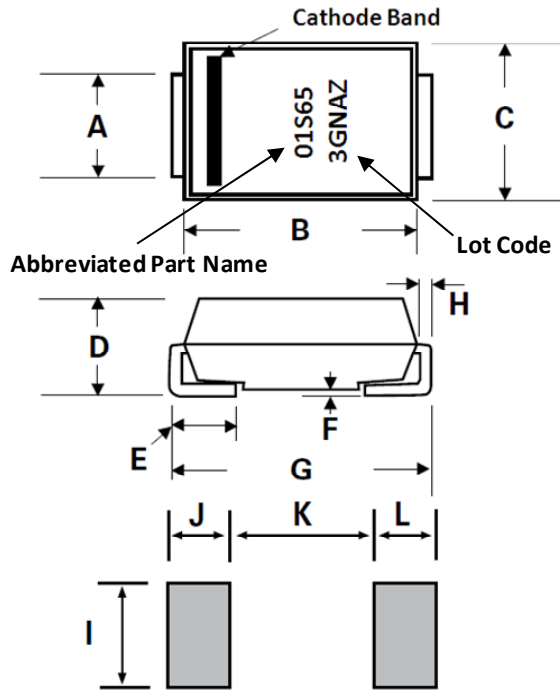 Cathode Band
A
01S65
3GNAZ
C
B
Abbreviated Part Name
Lot Code
H
D
F
E
G
J
K
L
I